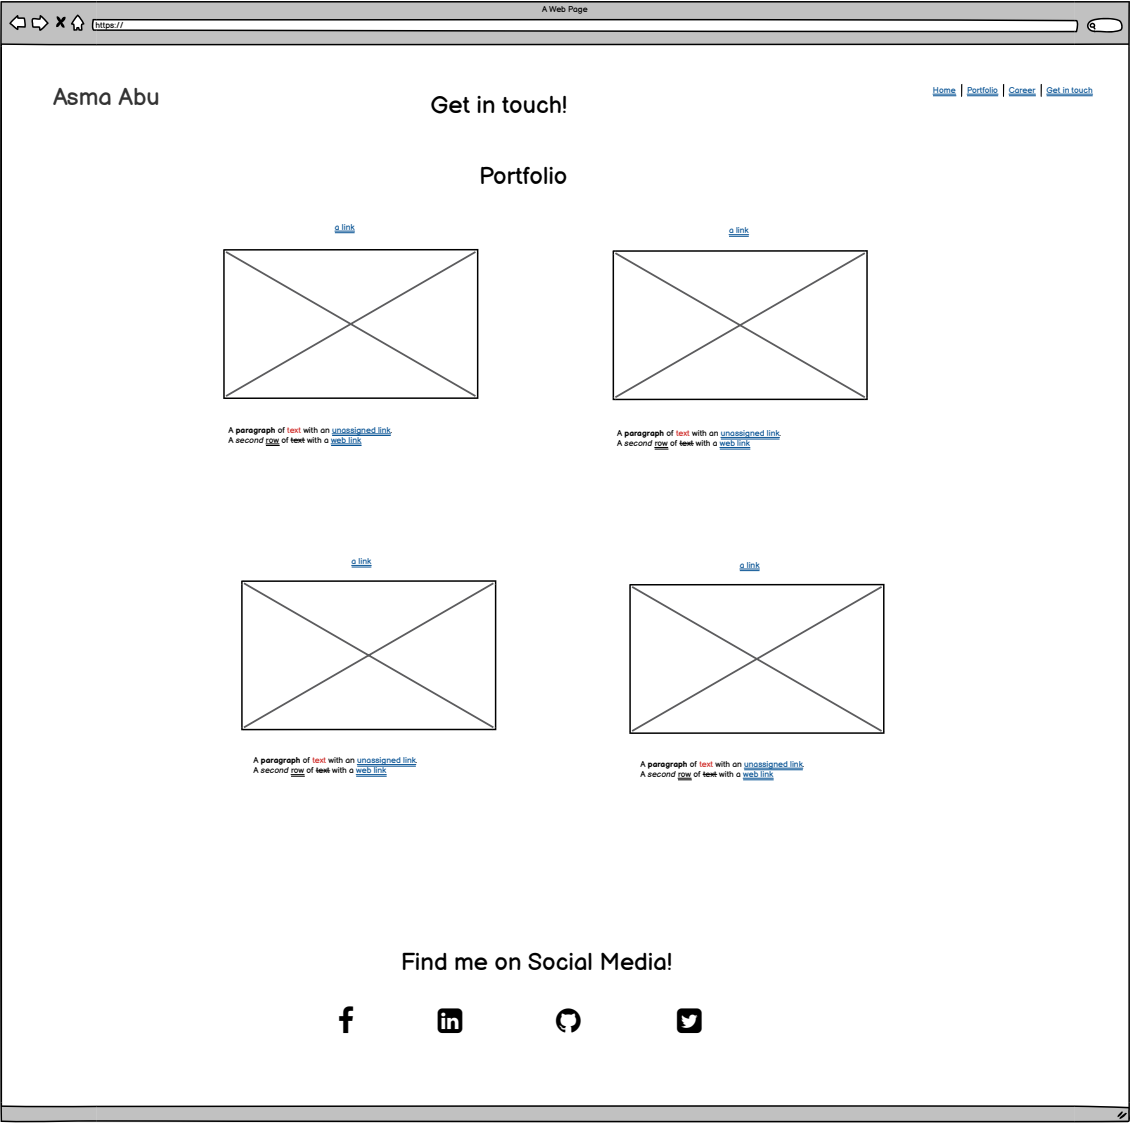 A Web Page
https://
Asma Abu
Get in touch!
Home | Portfolio | Career | Get in touch
Portfolio
a link
a link
A paragraph of text with an unassigned link.
A second row of text with a web link
A paragraph of text with an unassigned link.
A second row of text with a web link
a link
a link
A paragraph of text with an unassigned link.
A second row of text with a web link
A paragraph of text with an unassigned link.
A second row of text with a web link
Find me on Social Media!
f
in